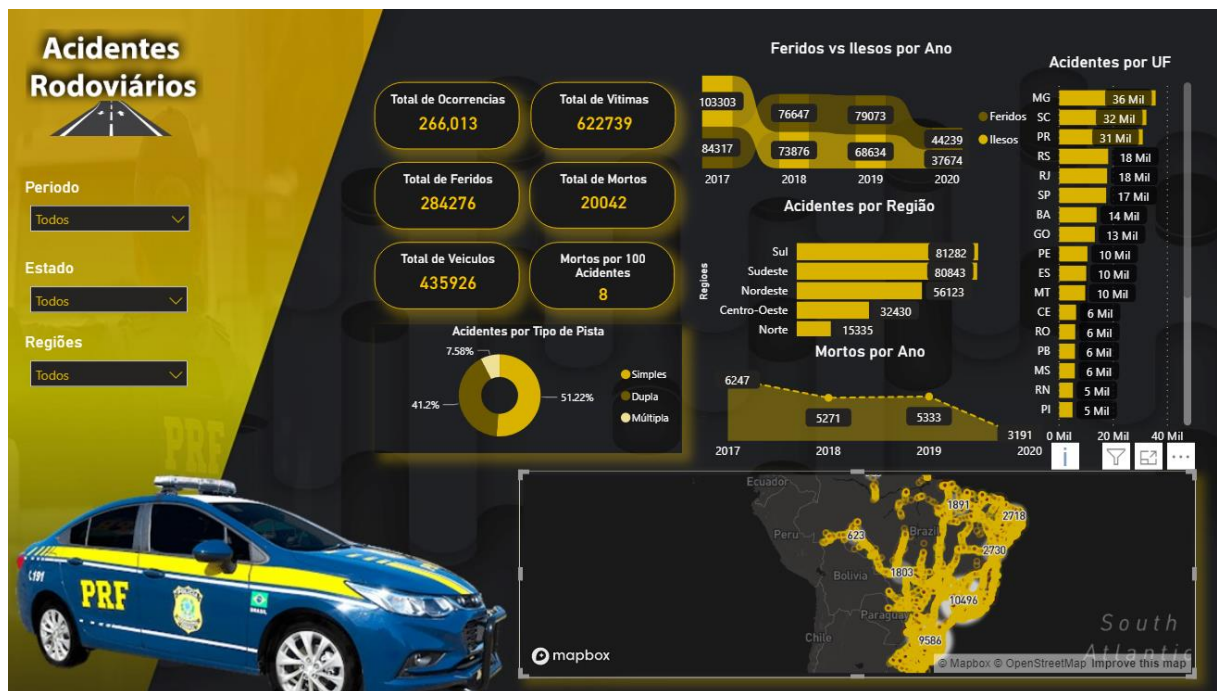 Acidentes
Rodoviários
Periodo
Todos
Estado
Todos
Regiões
Todos
Total de Ocorrencias
266,013
Total de Vitimas
622739
Total de Feridos
284276
Total de Mortos
20042
Total de Veiculos
435926
Mortos por 100
Acidentes
8
Acidentes por Tipo de Pista
7.58%
41.2%
51.22%
Simples
Dupla
Múltipla
Feridos vs Ilesos por Ano
103303
76647
79073
44239
84317
73876
68634
37674
Feridos
Ilesos
2017
2018
2019
2020
Acidentes por Região
Regioes
Sul
81282
Sudeste
80843
Nordeste
56123
Centro-Oeste
32430
Norte
15335
Mortos por Ano
6247
5271
5333
3191
2017
2018
2019
2020
Acidentes por UF
MG
36 Mil
SC
32 Mil
PR
31 Mil
RS
18 Mil
RJ
18 Mil
SP
17 Mil
BA
14 Mil
GO
13 Mil
PE
10 Mil
ES
10 Mil
MT
10 Mil
CE
6 Mil
RO
6 Mil
PB
6 Mil
MS
6 Mil
RN
5 Mil
PI
5 Mil
0 Mil
20 Mil
40 Mil
i
Ecuador
Peru
Brazil
Bolivia
Paraguay
Chile
1891
2718
623
2730
1803
10496
9586
South
Atlantic
mapbox
© Mapbox © OpenStreetMap Improve this map
PRF
191
PRF
BRASIL